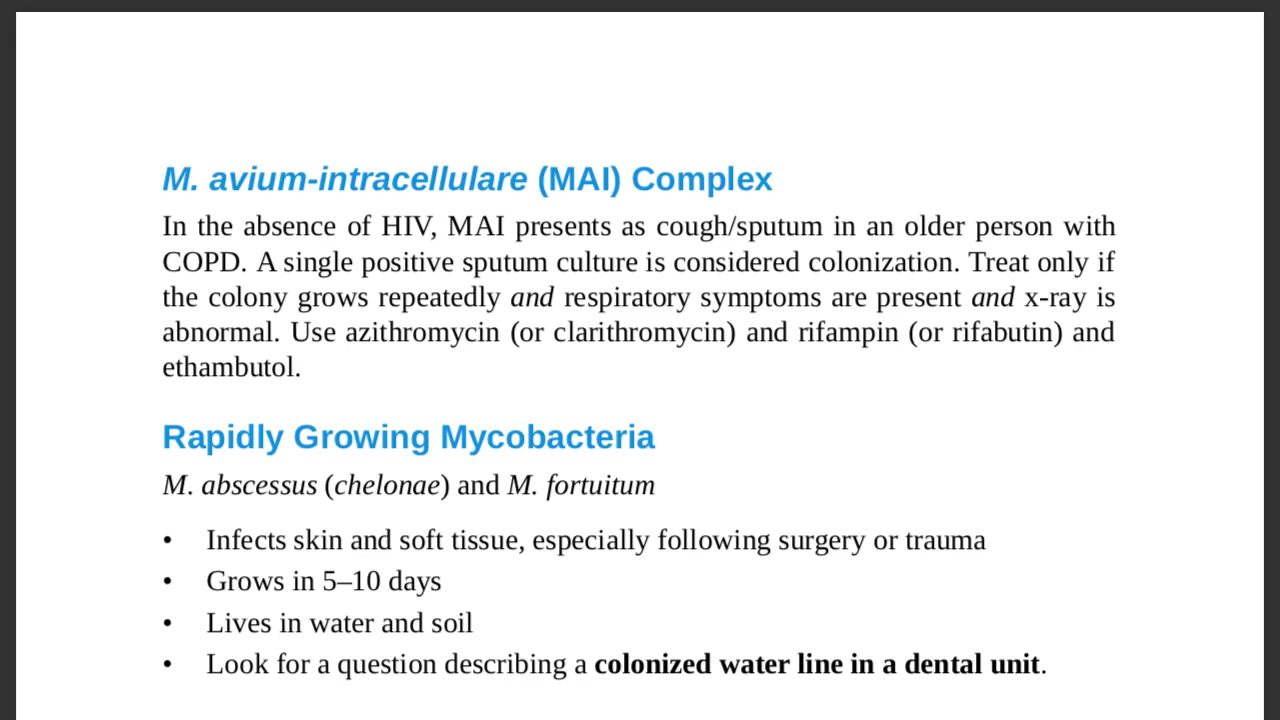 M. avium-intracellulare (MAI) Complex
In the absence of HIV, MAI presents as cough/sputum in an older person with
COPD. A single positive sputum culture is considered colonization. Treat only if
the colony grows repeatedly and respiratory symptoms are present and x-ray is
abnormal. Use azithromycin (or clarithromycin) and rifampin (or rifabutin) and
ethambutol.
Rapidly Growing Mycobacteria
M. abscessus (chelonae) and M. fortuitum
• Infects skin and soft tissue, especially following surgery or trauma
• Grows in 5–10 days
• Lives in water and soil
• Look for a question describing a colonized water line in a dental unit.